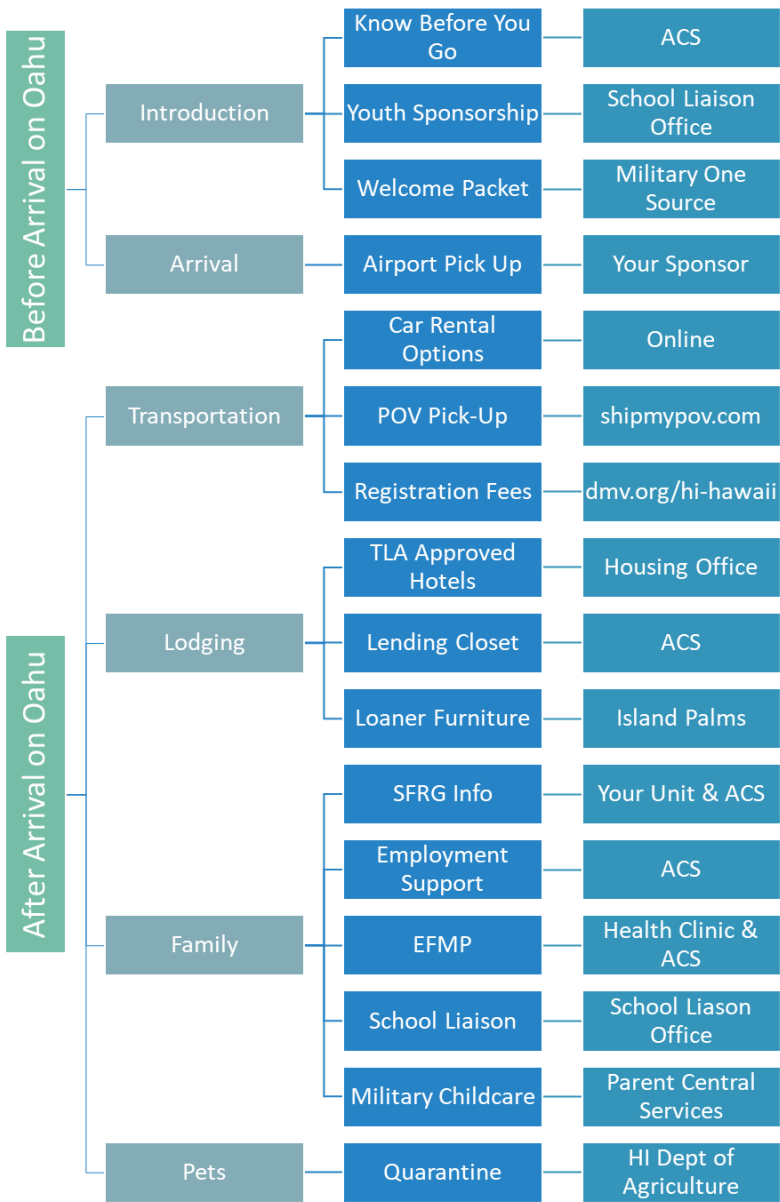 Before Arrival on Oahu
Introduction
Know Before You
Go
ACS
Youth Sponsorship
School Liaison
Office
Welcome Packet
Military One
Source
Arrival
Airport Pick Up
Your Sponsor
After Arrival on Oahu
Transportation
Car Rental
Options
Online
POV Pick-Up
shipmypov.com
Registration Fees
dmv.org/hi-hawaii
Lodging
TLA Approved
Hotels
Housing Office
Lending Closet
ACS
Loaner Furniture
Island Palms
Family
SFRG Info
Your Unit & ACS
Employment
Support
ACS
EFMP
Health Clinic &
ACS
School Liaison
School Liason
Office
Military Childcare
Parent Central
Services
Pets
Quarantine
HI Dept of
Agriculture